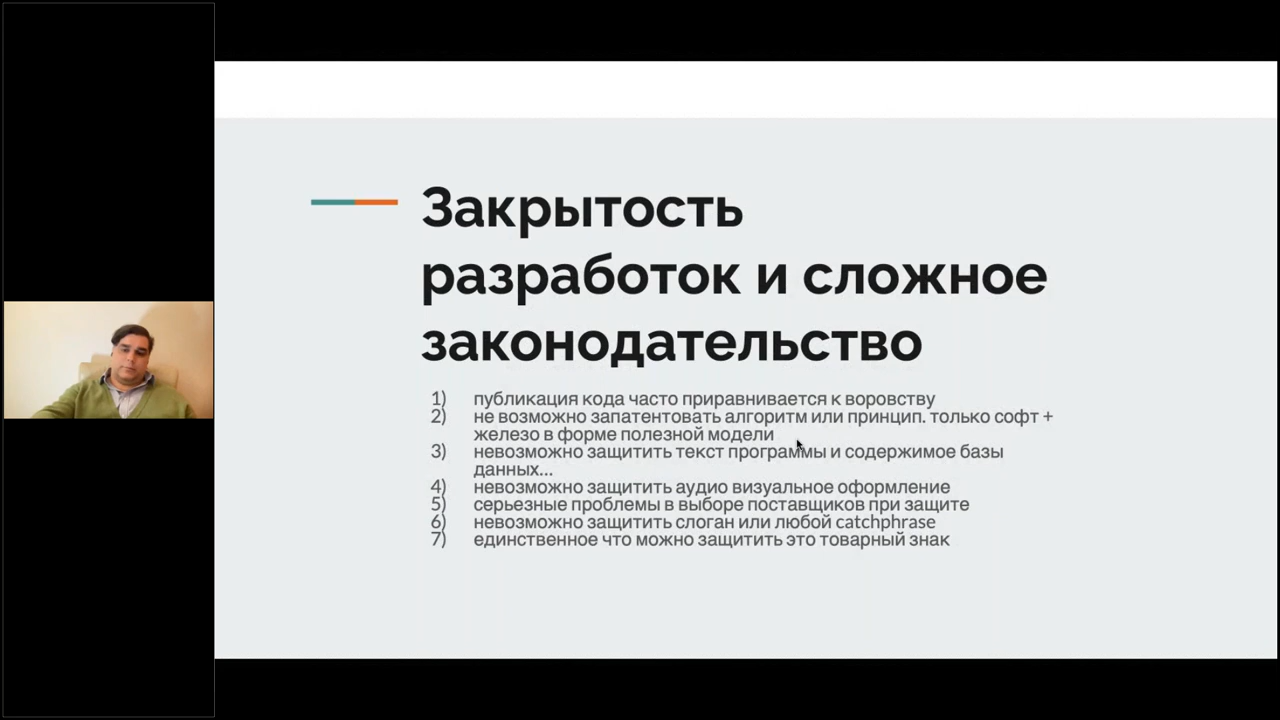 Закрытость
разработок и сложное
законодательство
1) публикация кода часто приравнивается к воровству
2) не возможно запатентовать алгоритм или принцип. только софт +
железо в форме полезной модели
3) невозможно защитить текст программы и содержимое базы
данных...
4) невозможно защитить аудио визуальное оформление
5) серьезные проблемы в выборе поставщиков при защите
6) невозможно защитить слоган или любой catchphrase
7) единственное что можно защитить это товарный знак